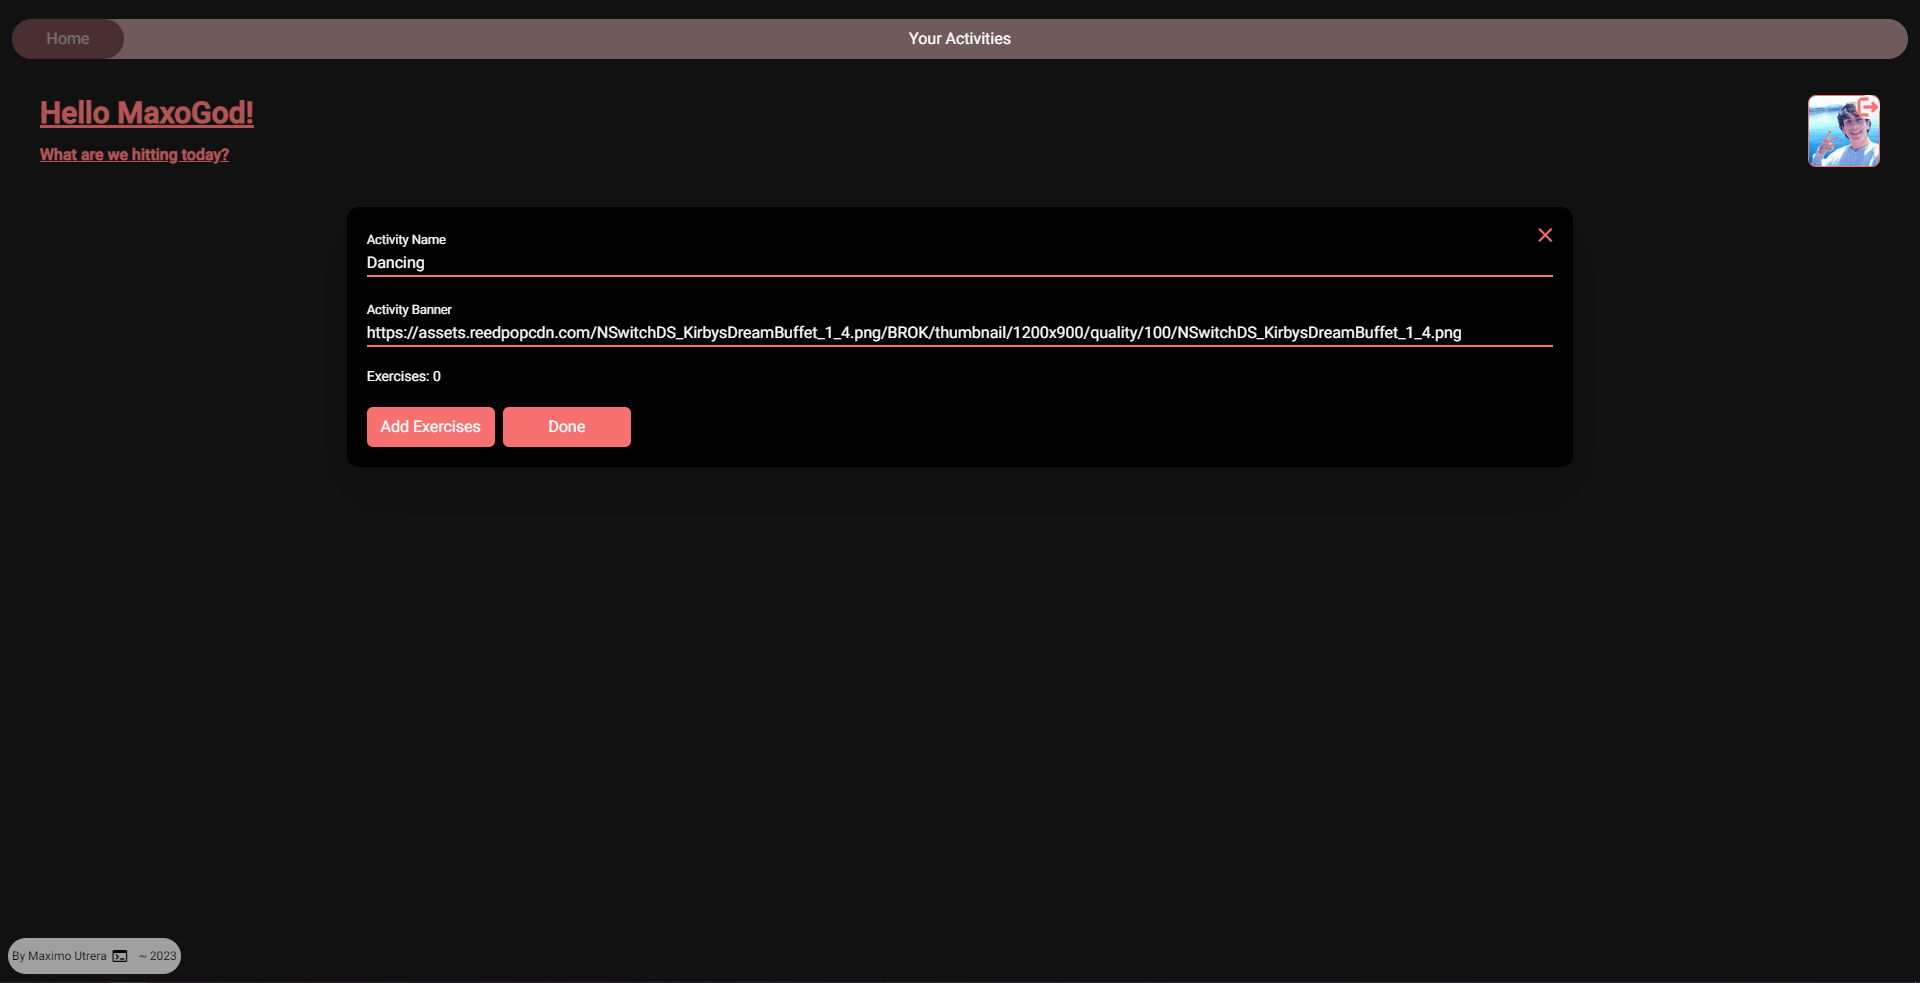 Home
Your Activities
Hello MaxoGod!
What are we hitting today?
Activity Name
Dancing
Activity Banner
https://assets.reedpopcdn.com/NSwitchDS_KirbysDreamBuffet_1_4.png/BROK/thumbnail/1200x900/quality/100/NSwitchDS_KirbysDreamBuffet_1_4.png
Exercises: 0
Add Exercises
Done
By Maximo Utrera ~ 2023